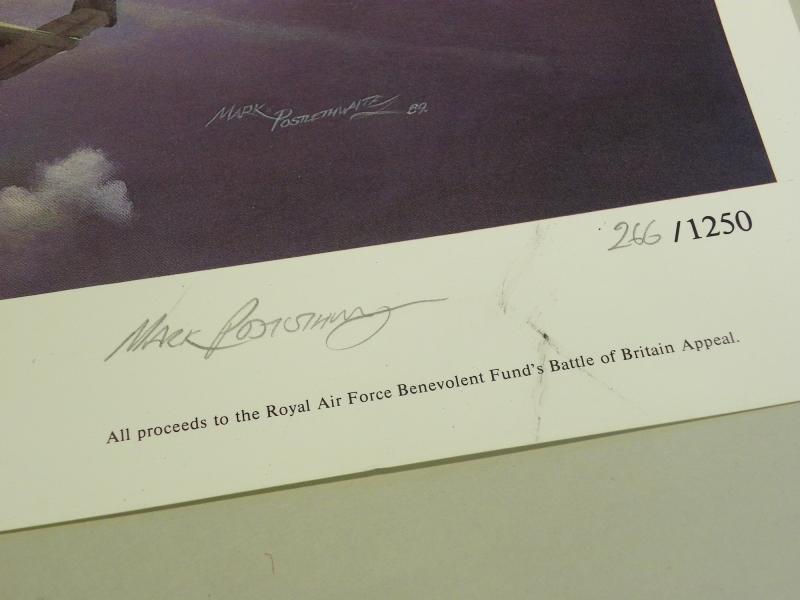 MARK POSTLETHWAITE 89.
266 /1250
MARK POSTLETHWAITE
All proceeds to the Royal Air Force Benevolent Fund's Battle of Britain Appeal.